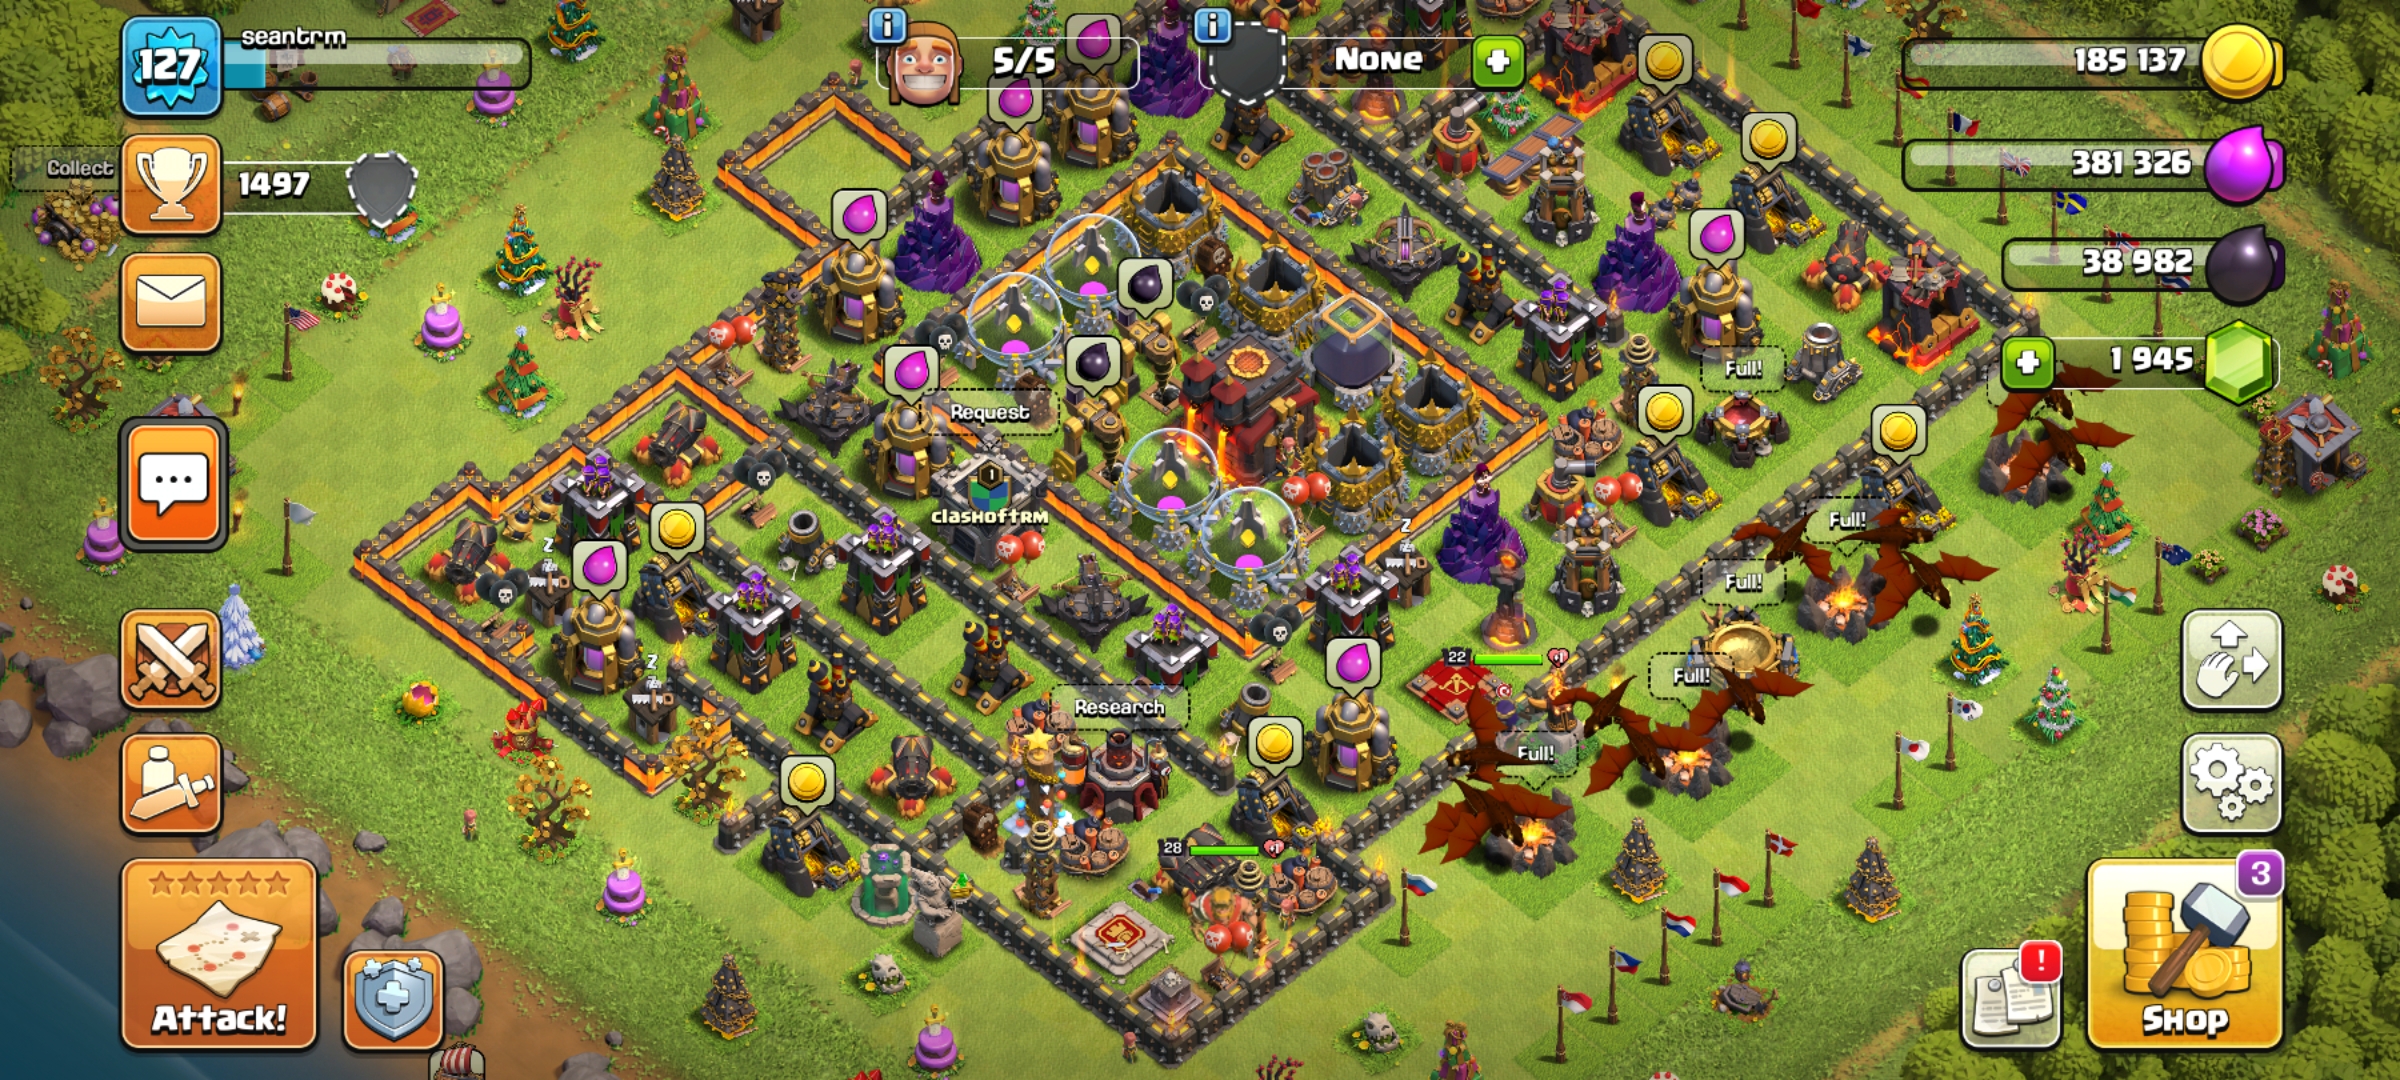 127
seantrm
5/5
None
185 137
Collect
1497
381 326
38 982
1 945
Full!
Request
1
clashoftRM
Full!
Full!
22
Full!
Research
Full!
28
Attack!
3
!
Shop